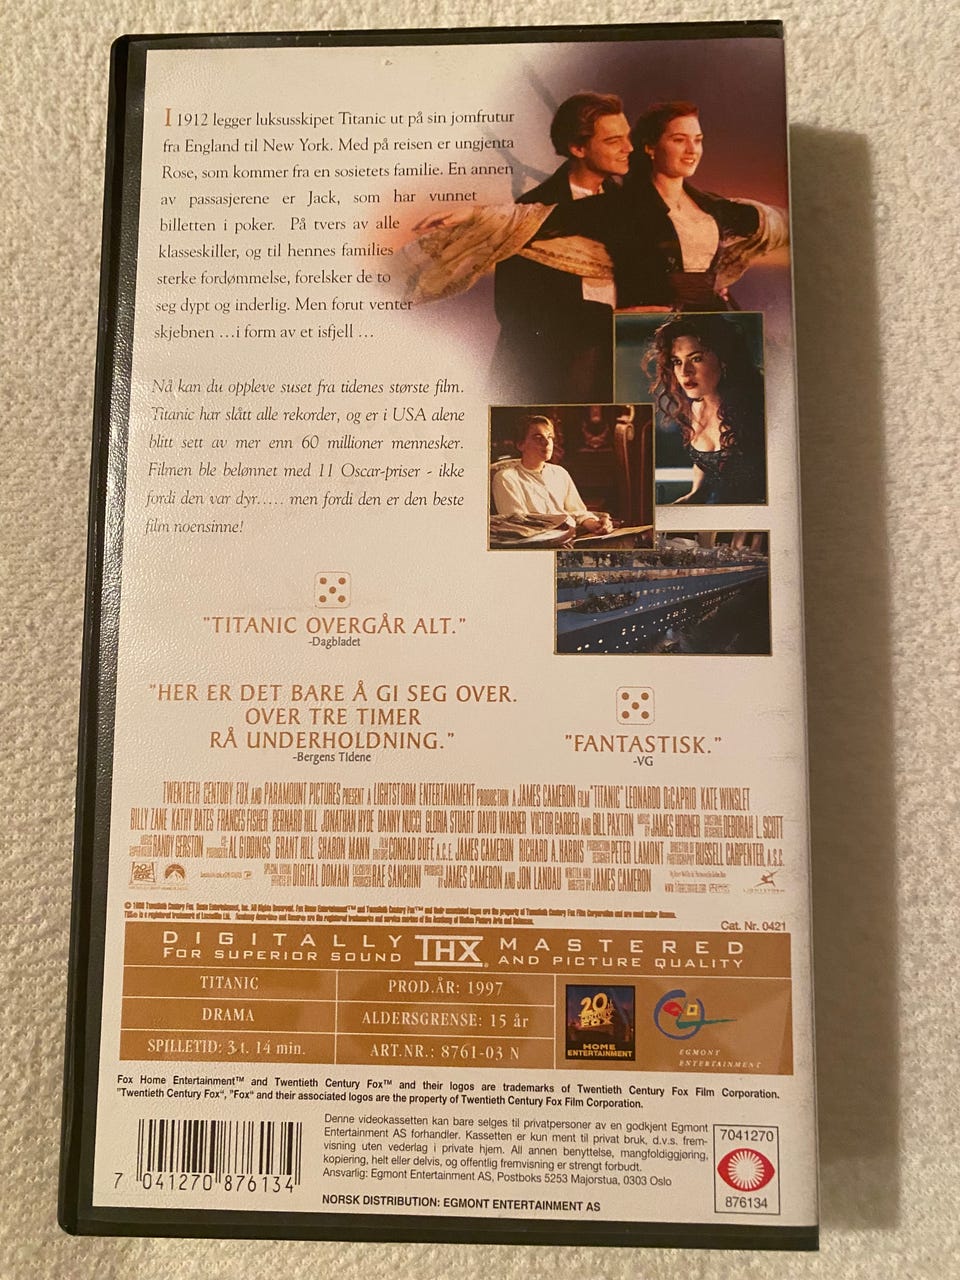 I 1912 legger luksusskipet Titanic ut på sin jomfrutur
fra England til New York. Med på reisen er ungjenta
Rose, som kommer fra en sosietets familie. En annen
av passasjerene er Jack, som har vunnet
billetten i poker. På tvers av alle
klasseskiller, og til hennes families
sterke fordømmelse, forelsker de to
seg dypt og inderlig. Men forut venter
skjebnen ...i form av et isfjell ...
Nå kan du oppleve suset fra tidenes største film.
Titanic har slått alle rekorder, og er i USA alene
blitt sett av mer enn 60 millioner mennesker.
Filmen ble belønnet med 11 Oscar-priser - ikke
fordi den var dyr..... men fordi den er den beste
film noensinne!
"TITANIC OVERGÅR ALT."
-Dagbladet
"HER ER DET BARE Å GI SEG OVER.
OVER TRE TIMER
RÅ UNDERHOLDNING."
-Bergens Tidene
"FANTASTISK."
-VG
TWENTIETH CENTURY FOX AND PARAMOUNT PICTURES PRESENT A LIGHTSTORM ENTERTAINMENT PRODUCTION A JAMES CAMERON FILM "TITANIC" LEONARDO DiCAPRIO KATE WINSLET
BILLY ZANE KATHY BATES FRANCES FISHER BERNARD HILL JONATHAN HYDE DANNY NUCCI GLORIA STUART DAVID WARNER VICTOR GARBER AND BILL PAXTON MUSIC BY JAMES HORNER COSTUME DESIGNER DEBORAH L. SCOTT
RANDY GERSTON AL GIDDINGS GRANT HILL SHARON MANN CONRAD BUFF, A.C.E. JAMES CAMERON RICHARD A. HARRIS PRODUCTION DESIGNER PETER LAMONT DIRECTOR OF PHOTOGRAPHY RUSSELL CARPENTER, A.S.C.
DIGITAL DOMAIN RAE SANCHINI PRODUCED BY JAMES CAMERON AND JON LANDAU WRITTEN AND DIRECTED BY JAMES CAMERON
Cat. Nr. 0421
DIGITALLY THX MASTERED
FOR SUPERIOR SOUND AND PICTURE QUALITY
TITANIC
PROD.ÅR: 1997
DRAMA
ALDERSGRENSE: 15 år
SPILLETID: 3 t. 14 min.
ART.NR.: 8761-03 N
20TH CENTURY FOX
HOME
ENTERTAINMENT
EGMONT
ENTERTAINMENT
Fox Home Entertainment™ and Twentieth Century Fox™ and their logos are trademarks of Twentieth Century Fox Film Corporation.
"Twentieth Century Fox", "Fox" and their associated logos are the property of Twentieth Century Fox Film Corporation.
Denne videokassetten kan bare selges til privatpersoner av en godkjent Egmont
Entertainment AS forhandler. Kassetten er kun ment til privat bruk, d.v.s. frem-
visning uten vederlag i private hjem. All annen benyttelse, mangfoldiggjøring,
kopiering, helt eller delvis, og offentlig fremvisning er strengt forbudt.
Ansvarlig: Egmont Entertainment AS, Postboks 5253 Majorstua, 0303 Oslo
NORSK DISTRIBUTION: EGMONT ENTERTAINMENT AS
7 041270 876134
7041270
876134